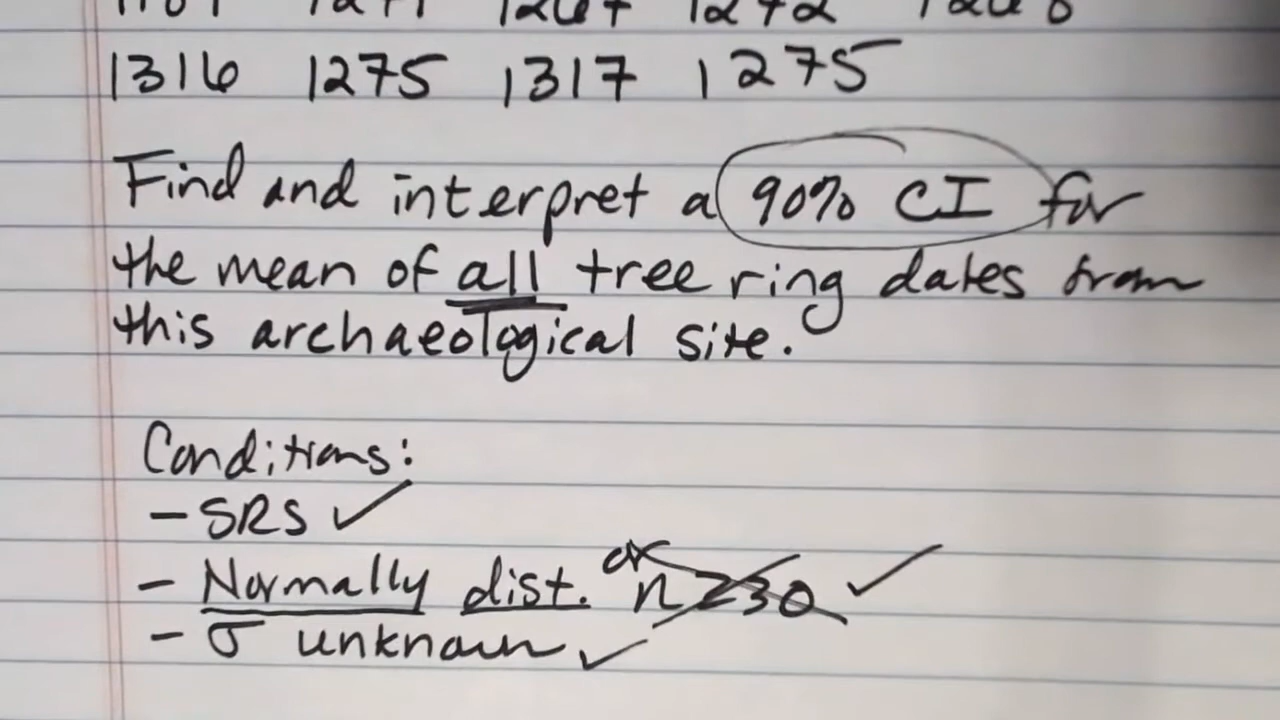 1316 1275 1317 1275
Find and interpret a 90% CI for
the mean of all tree ring dates from
this archaeological site.
Conditions:
- SRS ✓
- Normally dist. or n ≥ 30 ✓
- σ unknown ✓